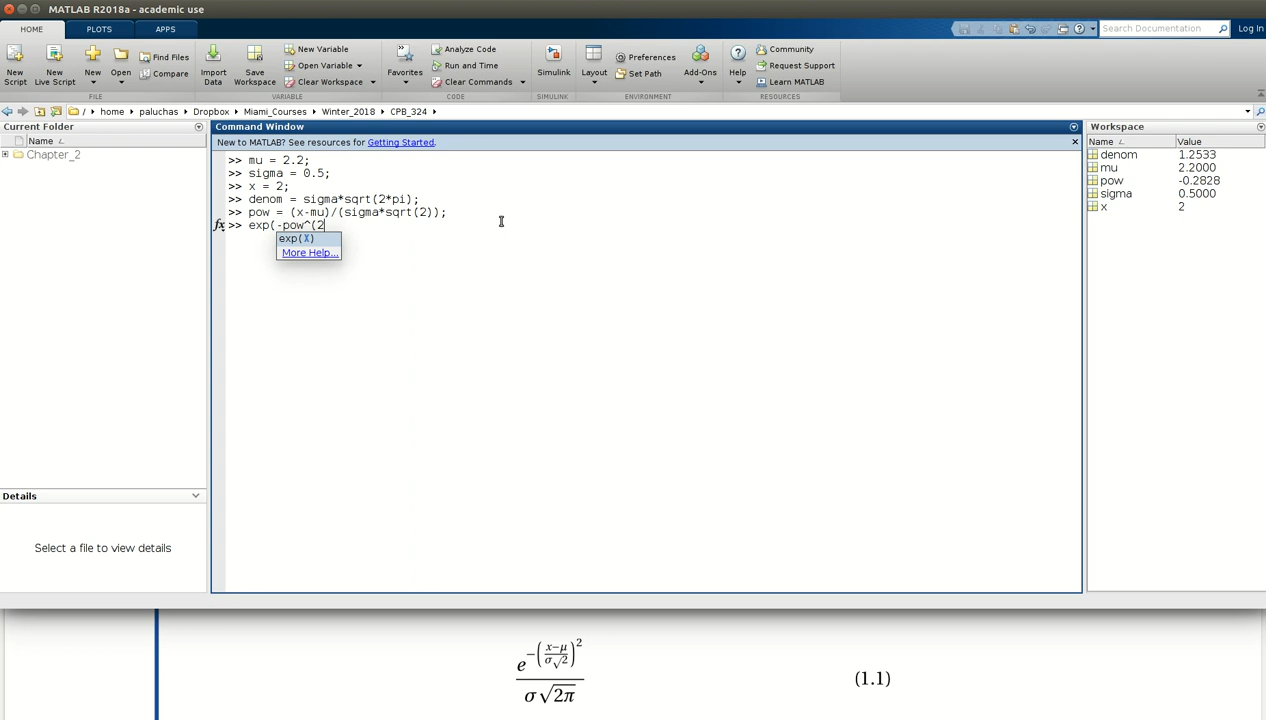 MATLAB R2018a - academic use
HOME PLOTS APPS
Search Documentation
Log In
New Script
New Live Script
New
Open
Find Files
Compare
Import Data
Save Workspace
New Variable
Open Variable
Clear Workspace
Favorites
Analyze Code
Run and Time
Clear Commands
Simulink
Layout
Preferences
Set Path
Add-Ons
Help
Community
Request Support
Learn MATLAB
FILE VARIABLE CODE SIMULINK ENVIRONMENT RESOURCES
/ home paluchas Dropbox Miami_Courses Winter_2018 CPB_324
Current Folder
Name
Chapter_2
Details
Select a file to view details
Command Window
New to MATLAB? See resources for Getting Started.
>> mu = 2.2;
>> sigma = 0.5;
>> x = 2;
>> denom = sigma*sqrt(2*pi);
>> pow = (x-mu)/(sigma*sqrt(2));
fx >> exp(-pow^(2
exp(X)
More Help...
Workspace
Name Value
denom 1.2533
mu 2.2000
pow -0.2828
sigma 0.5000
x 2
e^{-(\frac{x-μ}{σ√2})^2}
σ√2π
(1.1)